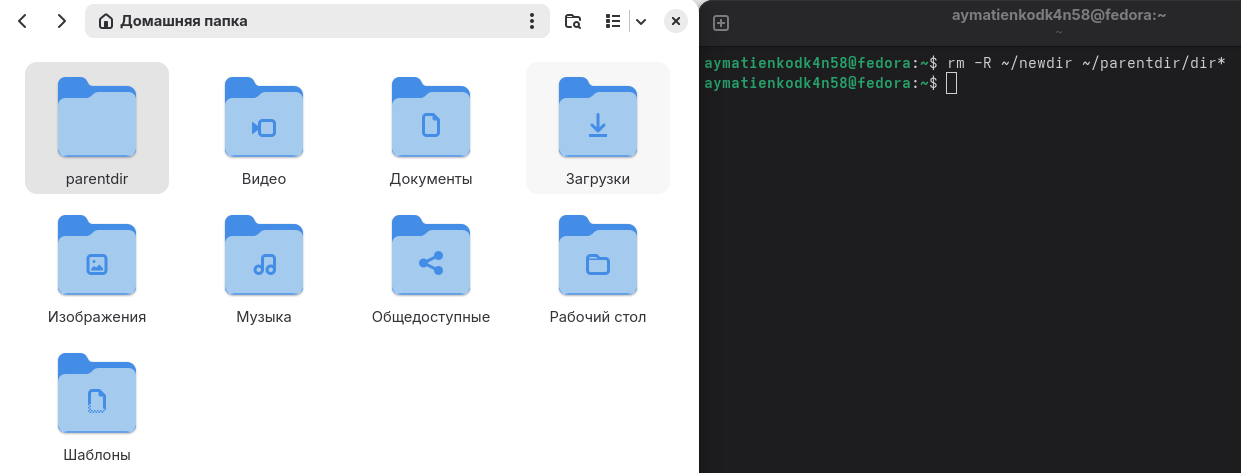 Домашняя папка
parentdir
Видео
Документы
Загрузки
Изображения
Музыка
Общедоступные
Рабочий стол
Шаблоны
aymatienkodk4n58@fedora:~
~
aymatienkodk4n58@fedora:~$ rm -R ~/newdir ~/parentdir/dir*
aymatienkodk4n58@fedora:~$